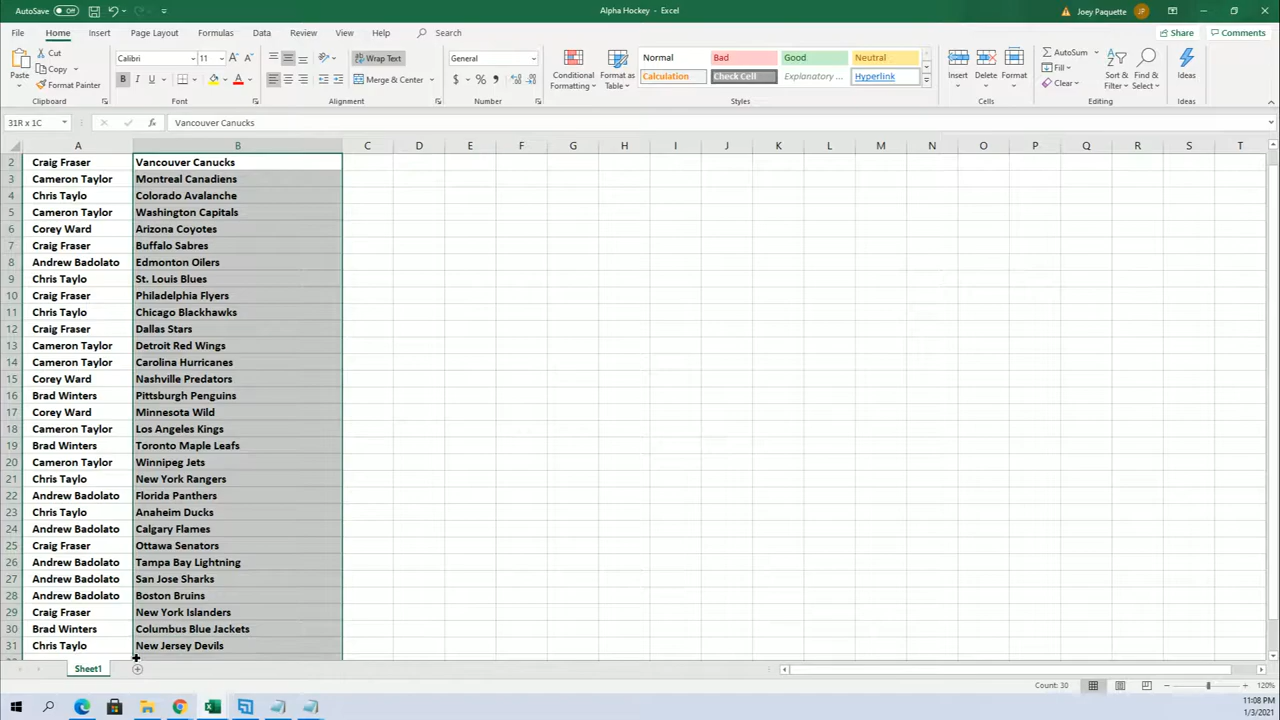 AutoSave Off
Alpha Hockey - Excel
Joey Paquette JP
File Home Insert Page Layout Formulas Data Review View Help Search
Share Comments
Paste
Cut
Copy
Format Painter
Clipboard
Calibri 11
B I U
Font
Wrap Text
Merge & Center
Alignment
General
$ %
Number
Conditional Formatting
Format as Table
Normal Bad Good Neutral
Calculation Check Cell Explanatory ... Hyperlink
Styles
Insert Delete Format
Cells
AutoSum
Fill
Clear
Sort & Filter
Find & Select
Editing
Ideas
Ideas
31R x 1C fx Vancouver Canucks
A B C D E F G H I J K L M N O P Q R S T
2 Craig Fraser Vancouver Canucks
3 Cameron Taylor Montreal Canadiens
4 Chris Taylo Colorado Avalanche
5 Cameron Taylor Washington Capitals
6 Corey Ward Arizona Coyotes
7 Craig Fraser Buffalo Sabres
8 Andrew Badolato Edmonton Oilers
9 Chris Taylo St. Louis Blues
10 Craig Fraser Philadelphia Flyers
11 Chris Taylo Chicago Blackhawks
12 Craig Fraser Dallas Stars
13 Cameron Taylor Detroit Red Wings
14 Cameron Taylor Carolina Hurricanes
15 Corey Ward Nashville Predators
16 Brad Winters Pittsburgh Penguins
17 Corey Ward Minnesota Wild
18 Cameron Taylor Los Angeles Kings
19 Brad Winters Toronto Maple Leafs
20 Cameron Taylor Winnipeg Jets
21 Chris Taylo New York Rangers
22 Andrew Badolato Florida Panthers
23 Chris Taylo Anaheim Ducks
24 Andrew Badolato Calgary Flames
25 Craig Fraser Ottawa Senators
26 Andrew Badolato Tampa Bay Lightning
27 Andrew Badolato San Jose Sharks
28 Andrew Badolato Boston Bruins
29 Craig Fraser New York Islanders
30 Brad Winters Columbus Blue Jackets
31 Chris Taylo New Jersey Devils
Sheet1
Count: 30 120%
11:08 PM
1/3/2021